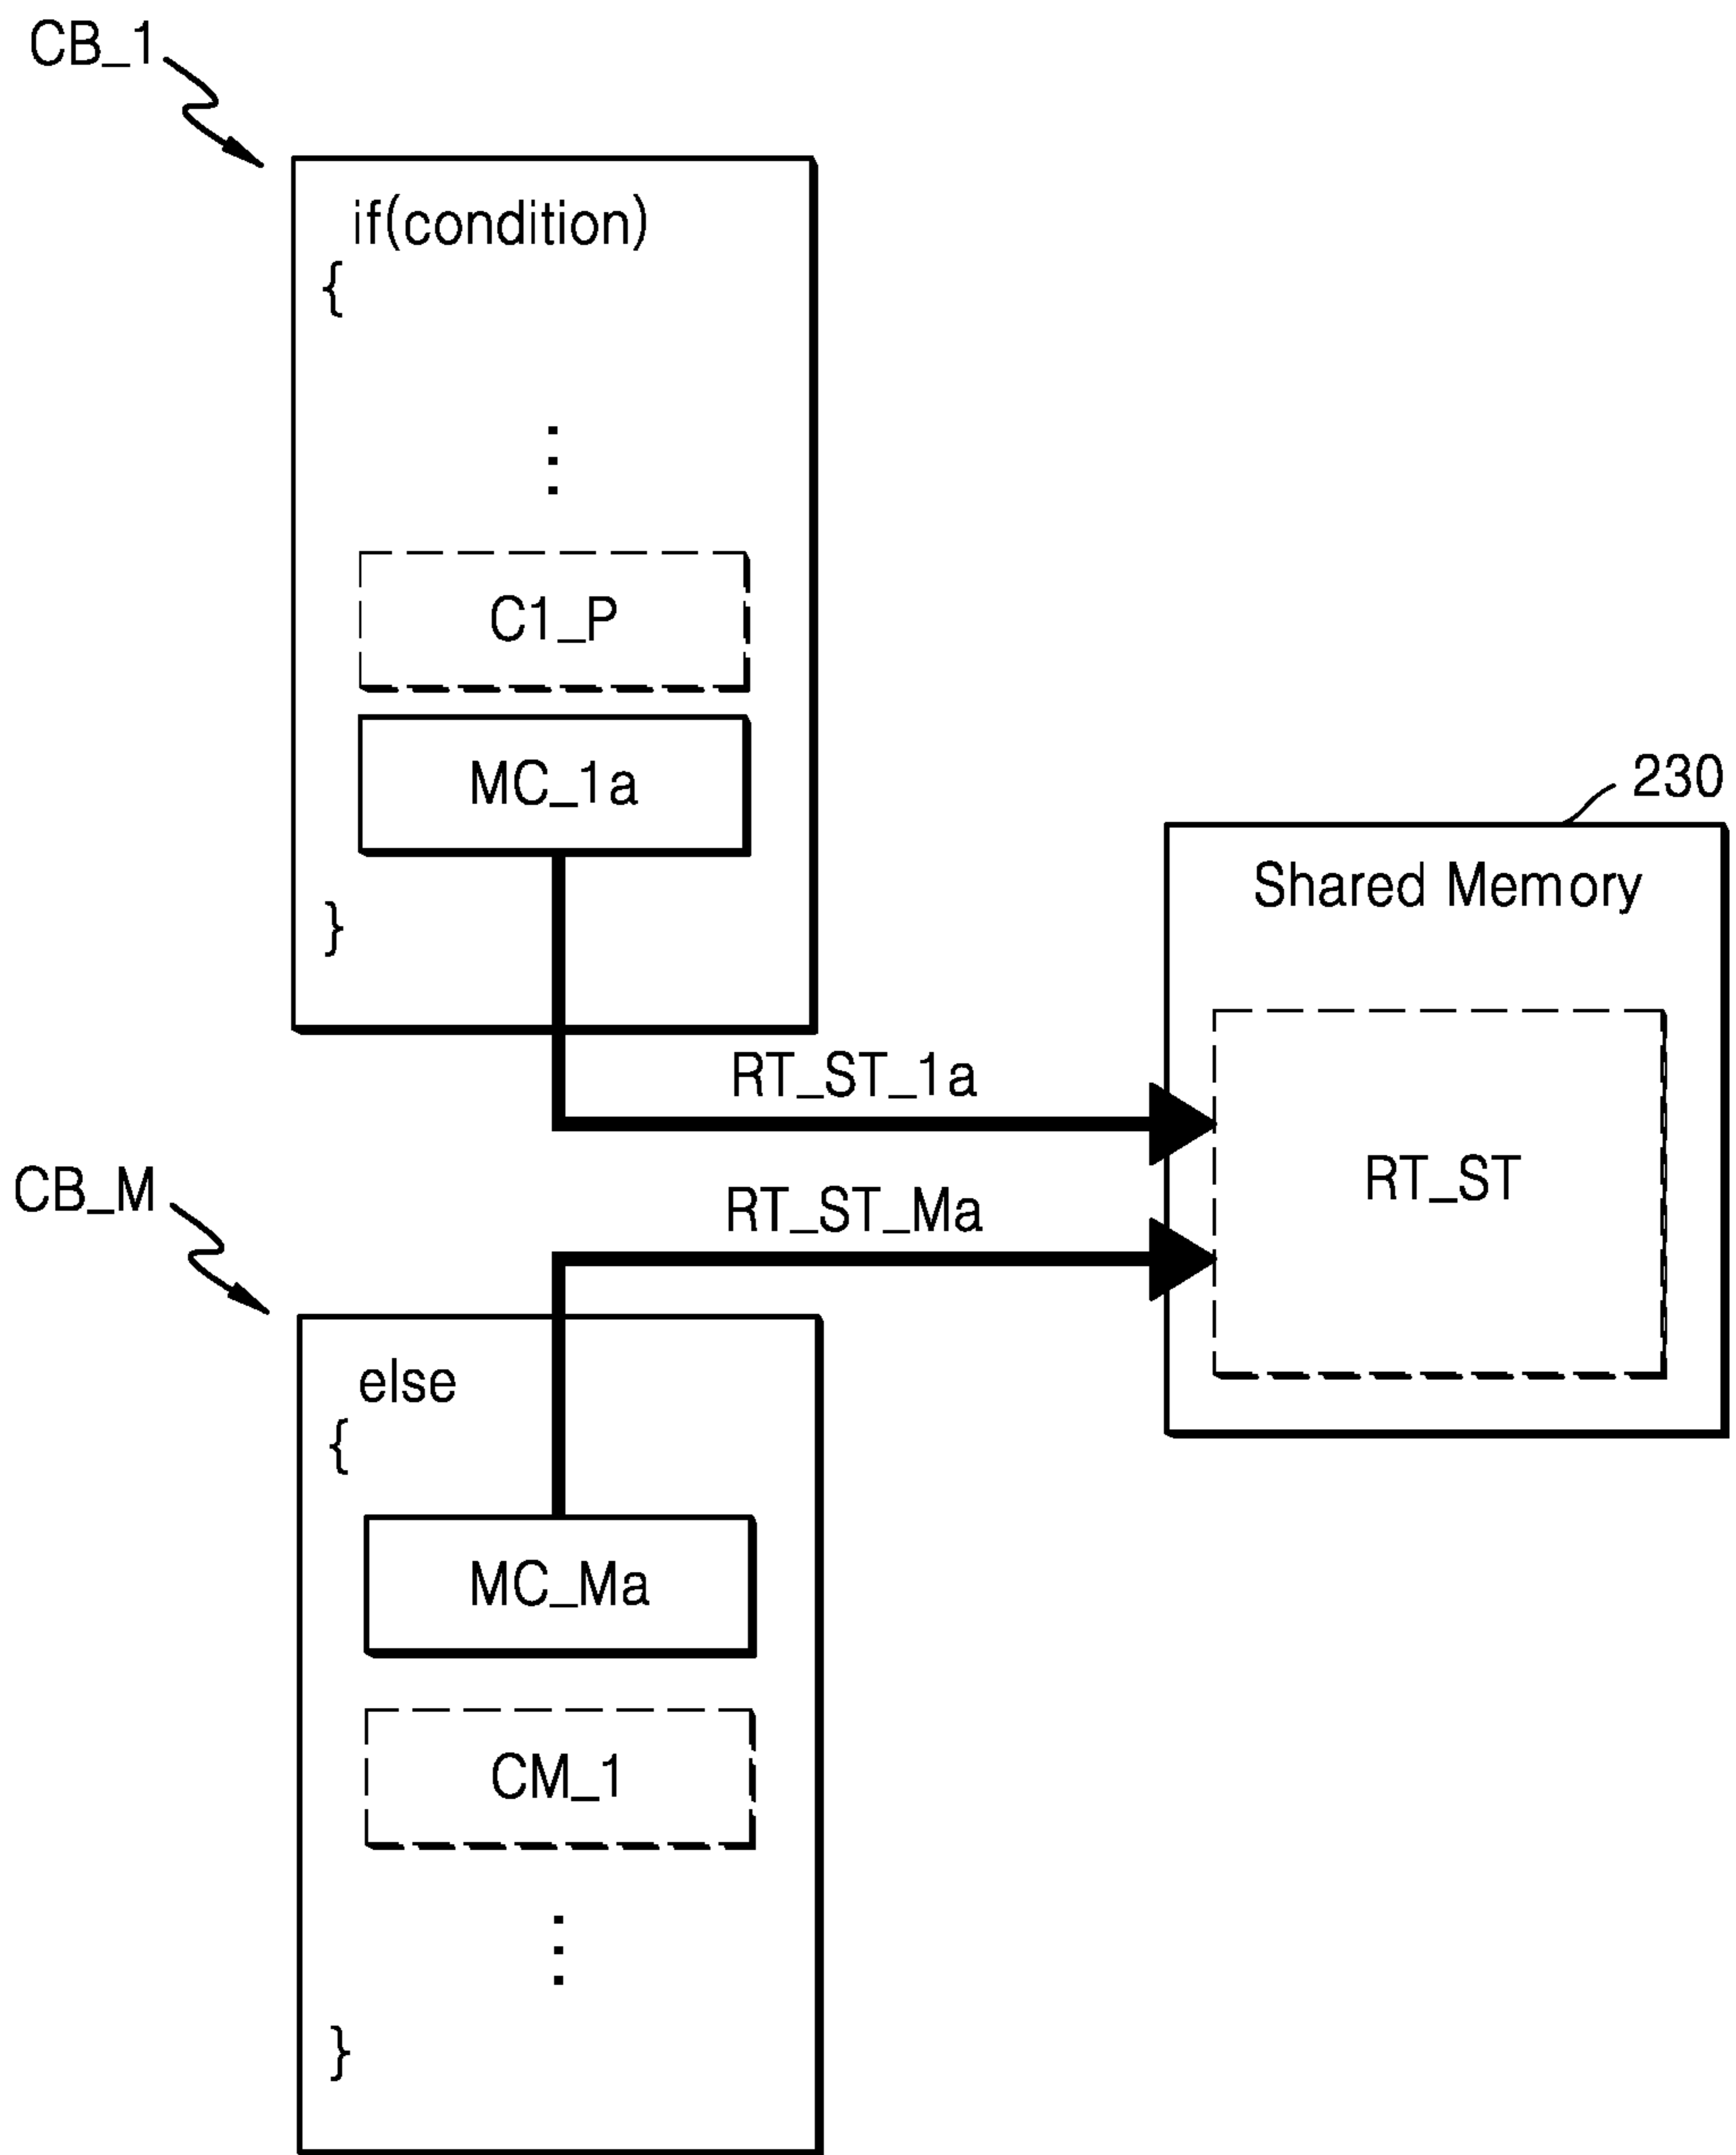 CB_1
if(condition)
{
⋮
C1_P
MC_1a
}
230
Shared Memory
RT_ST
RT_ST_1a
RT_ST_Ma
CB_M
else
{
MC_Ma
CM_1
⋮
}